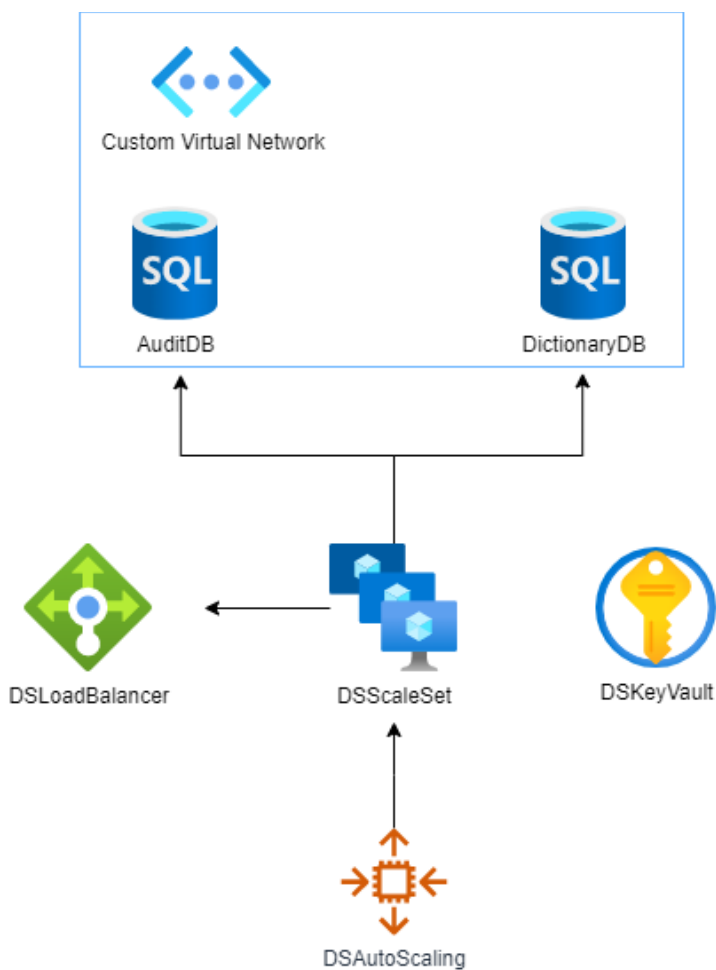 Custom Virtual Network
SQL
SQL
AuditDB
DictionaryDB
DSLoadBalancer
DSScaleSet
DSKeyVault
DSAutoScaling